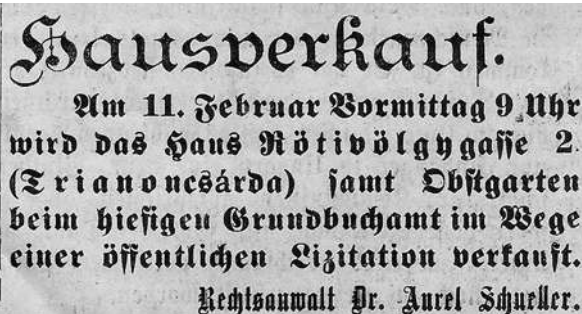 Hausverkauf.
Am 11. Februar Vormittag 9 Uhr
wird das Haus Rötivölgygasse 2
(Trianoncsárda) samt Obstgarten
beim hiesigen Grundbuchamt im Wege
einer öffentlichen Lizitation verkauft.
Rechtsanwalt Dr. Aurel Schueller.